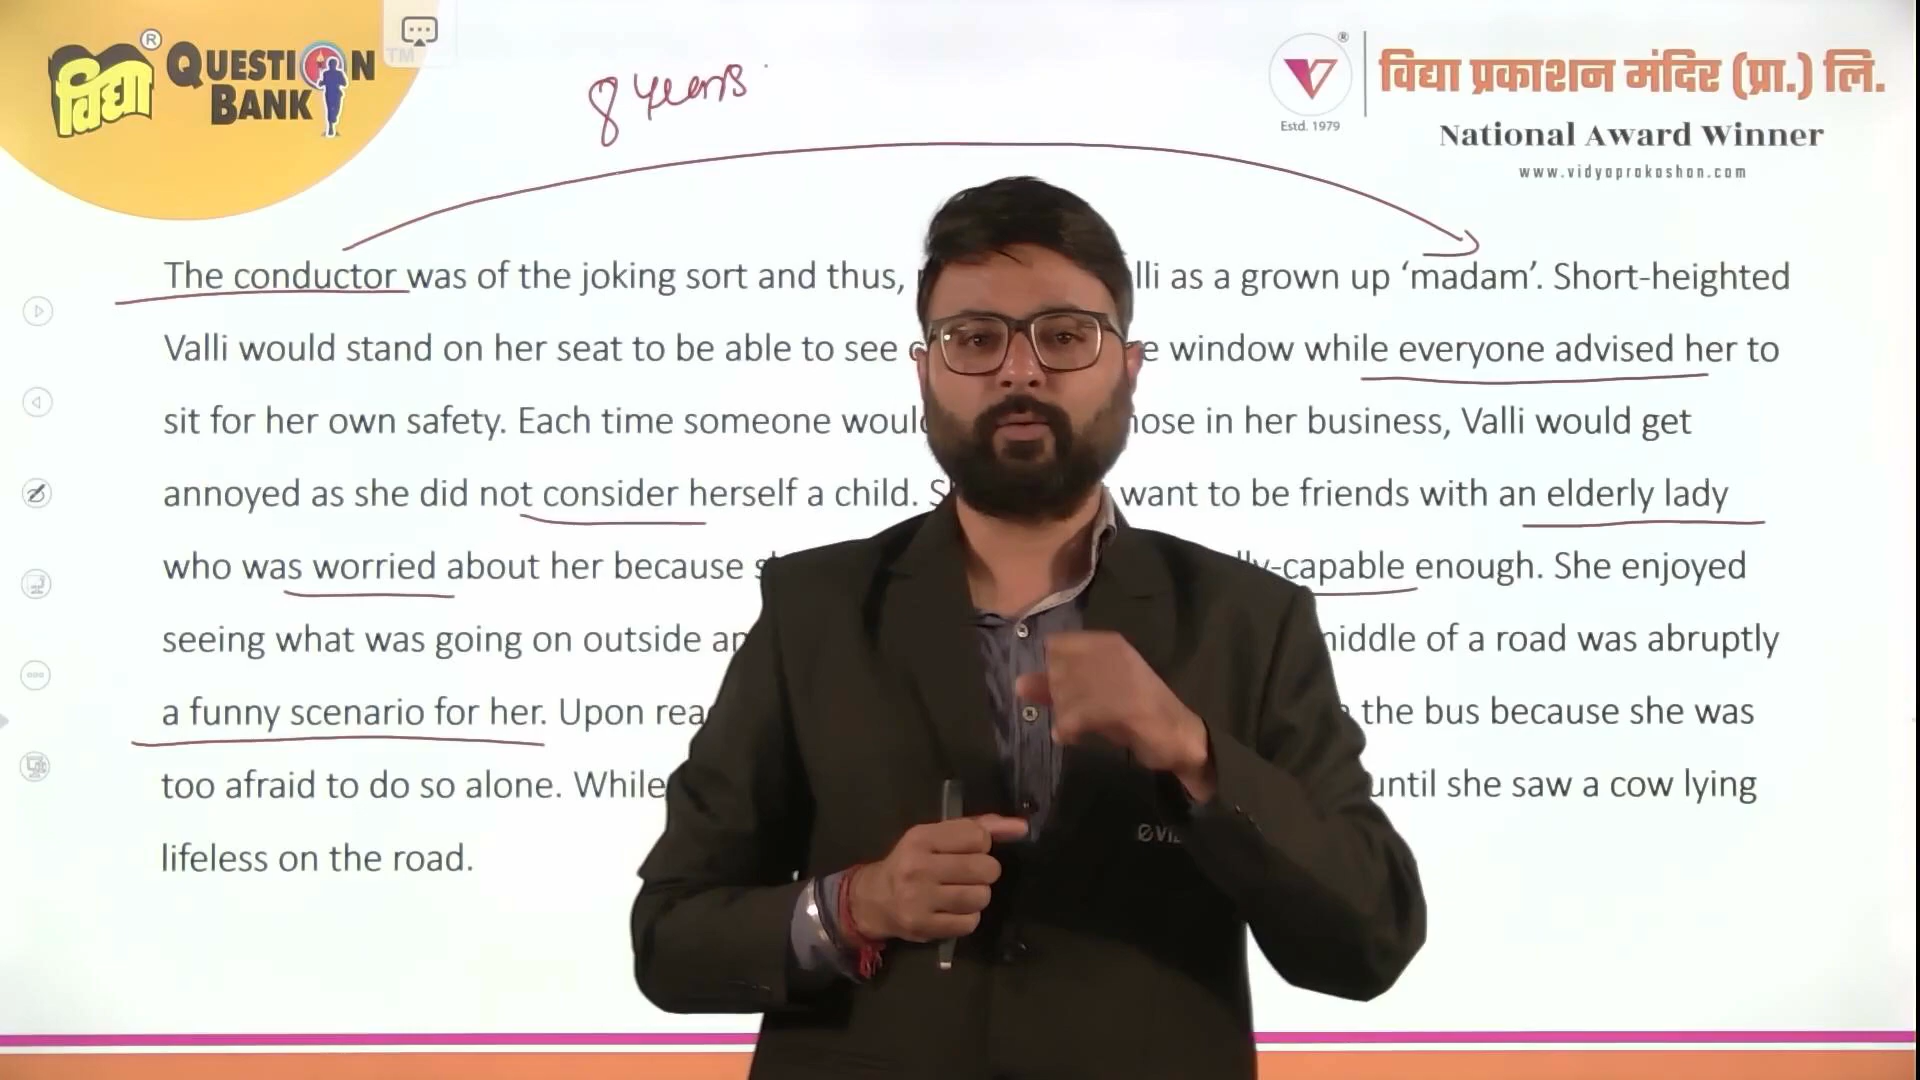 विद्या
®
QUESTION
BANK
TM
8 years
®
Estd. 1979
विद्या प्रकाशन मंदिर (प्रा.) लि.
National Award Winner
www.vidyaprakashan.com
The conductor was of the joking sort and thus, lli as a grown up ‘madam’. Short-heighted
Valli would stand on her seat to be able to see e window while everyone advised her to
sit for her own safety. Each time someone would nose in her business, Valli would get
annoyed as she did not consider herself a child. want to be friends with an elderly lady
who was worried about her because ly-capable enough. She enjoyed
seeing what was going on outside middle of a road was abruptly
a funny scenario for her. Upon the bus because she was
too afraid to do so alone. While until she saw a cow lying
lifeless on the road.